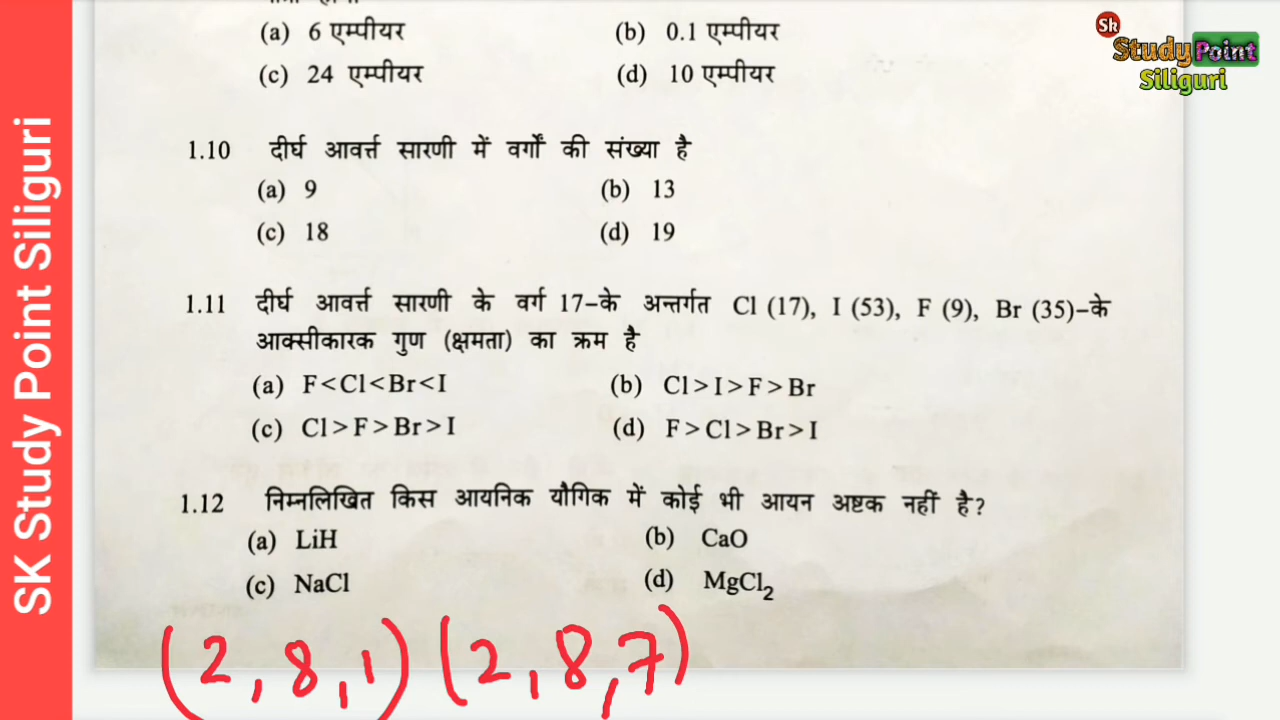 (a) 6 एम्पीयर (b) 0.1 एम्पीयर
(c) 24 एम्पीयर (d) 10 एम्पीयर
1.10 दीर्घ आवर्त्त सारणी में वर्गों की संख्या है
(a) 9 (b) 13
(c) 18 (d) 19
1.11 दीर्घ आवर्त्त सारणी के वर्ग 17-के अन्तर्गत Cl (17), I (53), F (9), Br (35)-के
आक्सीकारक गुण (क्षमता) का क्रम है
(a) F<Cl<Br<I (b) Cl>I>F>Br
(c) Cl>F>Br>I (d) F>Cl>Br>I
1.12 निम्नलिखित किस आयनिक यौगिक में कोई भी आयन अष्टक नहीं है?
(a) LiH (b) CaO
(c) NaCl (d) MgCl₂
(2,8,1) (2,8,7)
SK Study Point Siliguri
Sk
Study Point
Siliguri